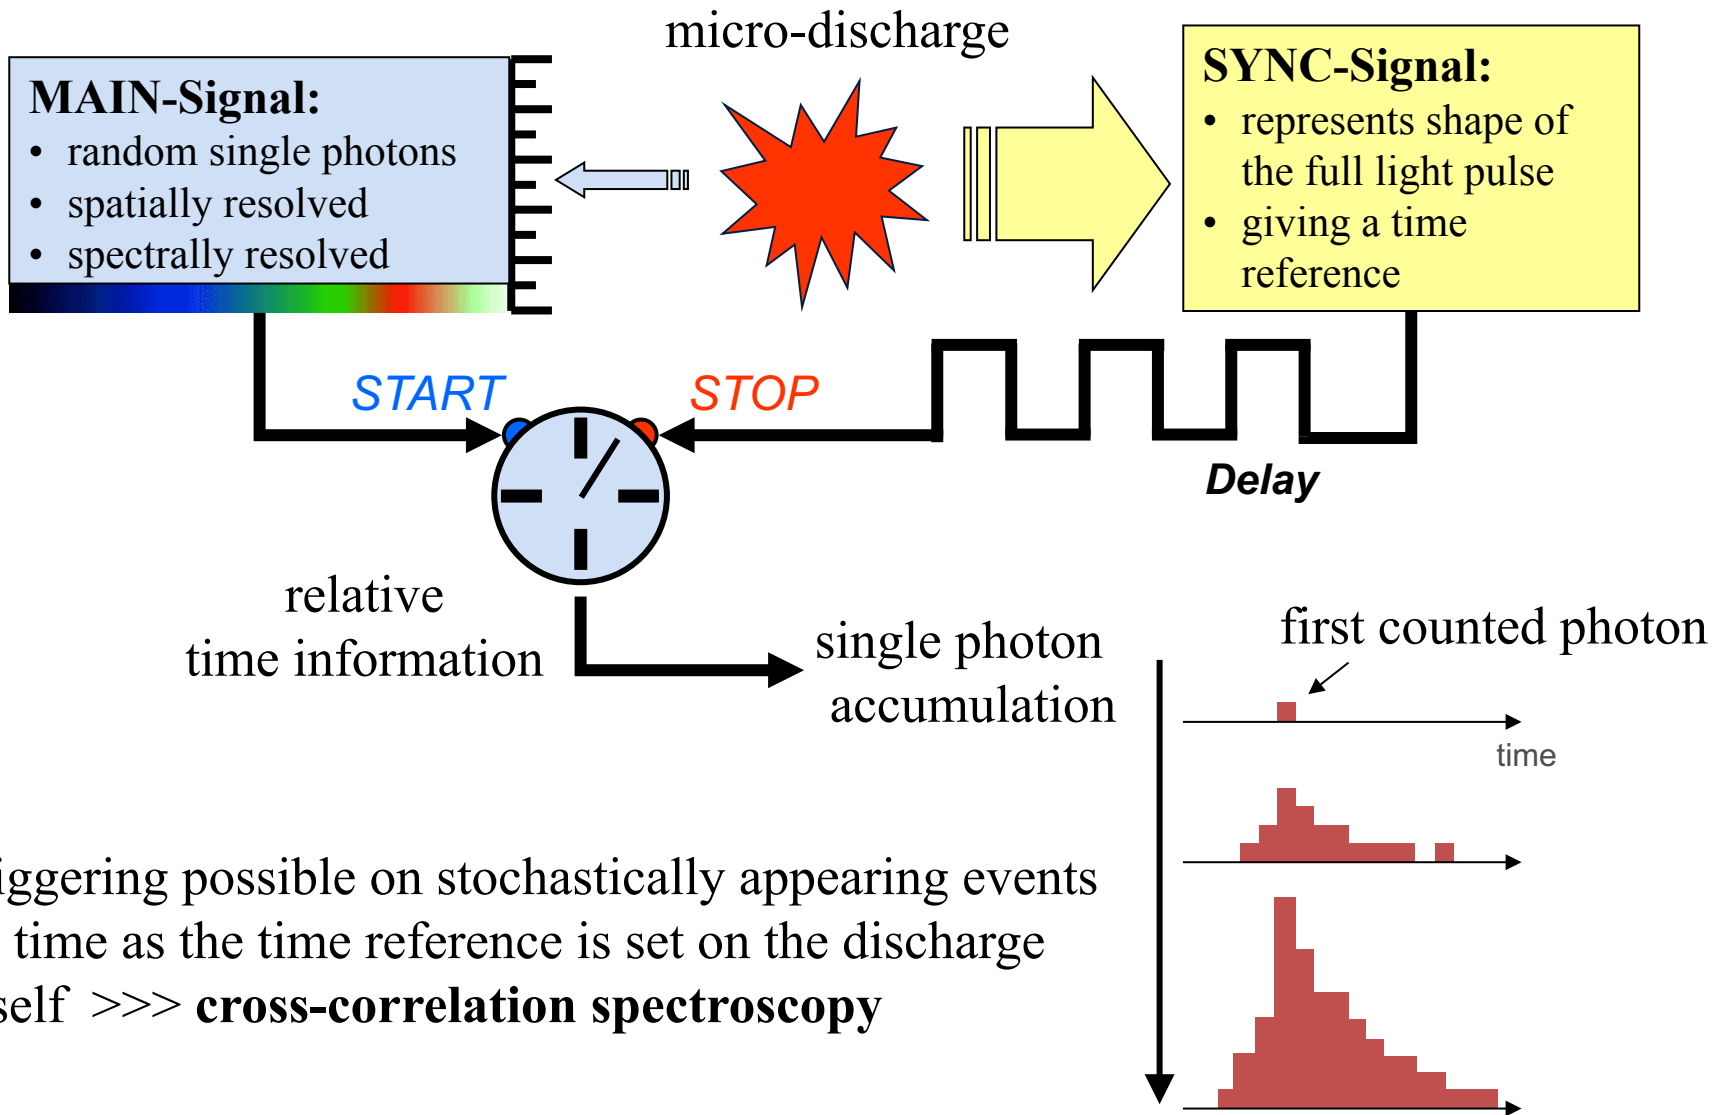 micro-discharge
MAIN-Signal:
• random single photons
• spatially resolved
• spectrally resolved
SYNC-Signal:
• represents shape of
the full light pulse
• giving a time
reference
START
STOP
Delay
relative
time information
single photon
accumulation
first counted photon
time
iggering possible on stochastically appearing events
time as the time reference is set on the discharge
self >>> cross-correlation spectroscopy